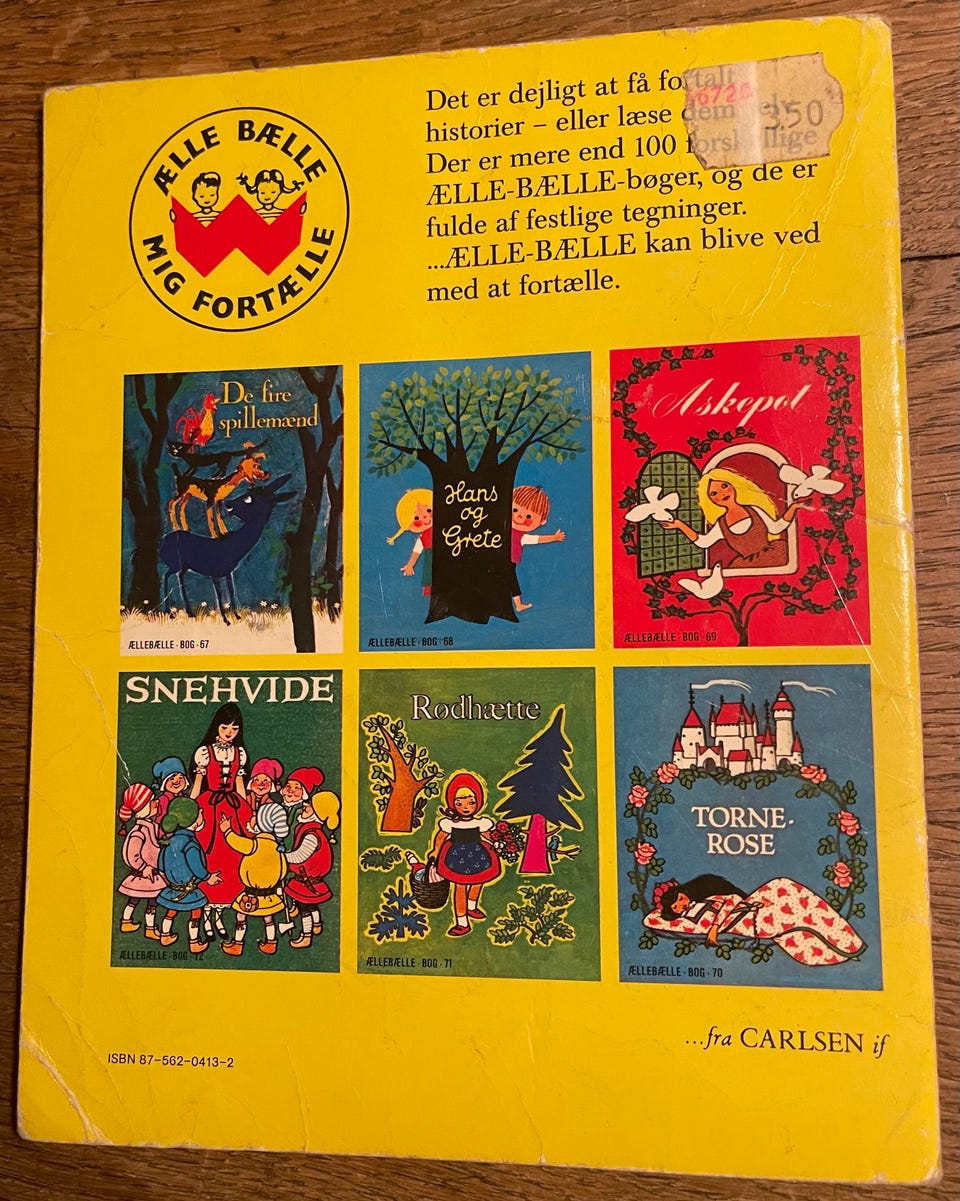 ÆLLE BÆLLE
MIG FORTÆLLE
Det er dejligt at få fortalt
historier – eller læse dem
Der er mere end 100 forskellige
ÆLLE-BÆLLE-bøger, og de er
fulde af festlige tegninger.
...ÆLLE-BÆLLE kan blive ved
med at fortælle.
350
De fire
spillemænd
ÆLLEBÆLLE · BOG · 67
Hans
og
Grete
ÆLLEBÆLLE · BOG · 68
Askepot
ÆLLEBÆLLE · BOG · 69
SNEHVIDE
ÆLLEBÆLLE · BOG · 72
Rødhætte
ÆLLEBÆLLE · BOG · 71
TORNE-
ROSE
ÆLLEBÆLLE · BOG · 70
ISBN 87–562–0413–2
...fra CARLSEN if